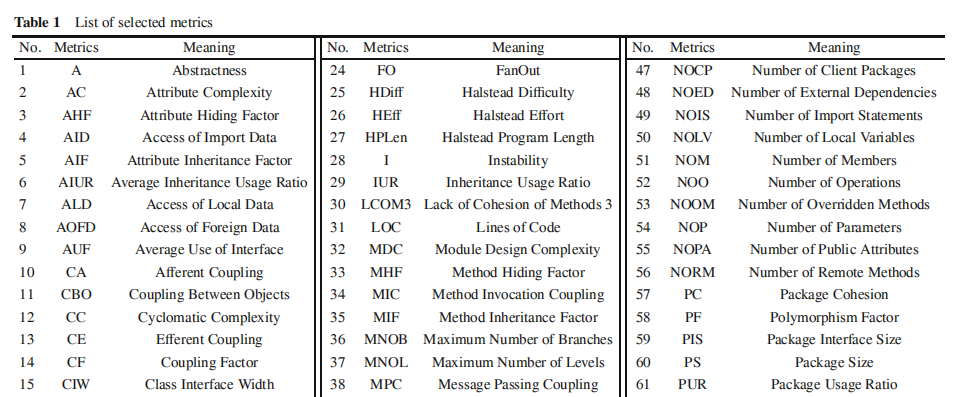 Table 1 List of selected metrics
No. Metrics Meaning No. Metrics Meaning No. Metrics Meaning
1 A Abstractness 24 FO FanOut 47 NOCP Number of Client Packages
2 AC Attribute Complexity 25 HDiff Halstead Difficulty 48 NOED Number of External Dependencies
3 AHF Attribute Hiding Factor 26 HEff Halstead Effort 49 NOIS Number of Import Statements
4 AID Access of Import Data 27 HPLen Halstead Program Length 50 NOLV Number of Local Variables
5 AIF Attribute Inheritance Factor 28 I Instability 51 NOM Number of Members
6 AIUR Average Inheritance Usage Ratio 29 IUR Inheritance Usage Ratio 52 NOO Number of Operations
7 ALD Access of Local Data 30 LCOM3 Lack of Cohesion of Methods 3 53 NOOM Number of Overridden Methods
8 AOFD Access of Foreign Data 31 LOC Lines of Code 54 NOP Number of Parameters
9 AUF Average Use of Interface 32 MDC Module Design Complexity 55 NOPA Number of Public Attributes
10 CA Afferent Coupling 33 MHF Method Hiding Factor 56 NORM Number of Remote Methods
11 CBO Coupling Between Objects 34 MIC Method Invocation Coupling 57 PC Package Cohesion
12 CC Cyclomatic Complexity 35 MIF Method Inheritance Factor 58 PF Polymorphism Factor
13 CE Efferent Coupling 36 MNOB Maximum Number of Branches 59 PIS Package Interface Size
14 CF Coupling Factor 37 MNOL Maximum Number of Levels 60 PS Package Size
15 CIW Class Interface Width 38 MPC Message Passing Coupling 61 PUR Package Usage Ratio